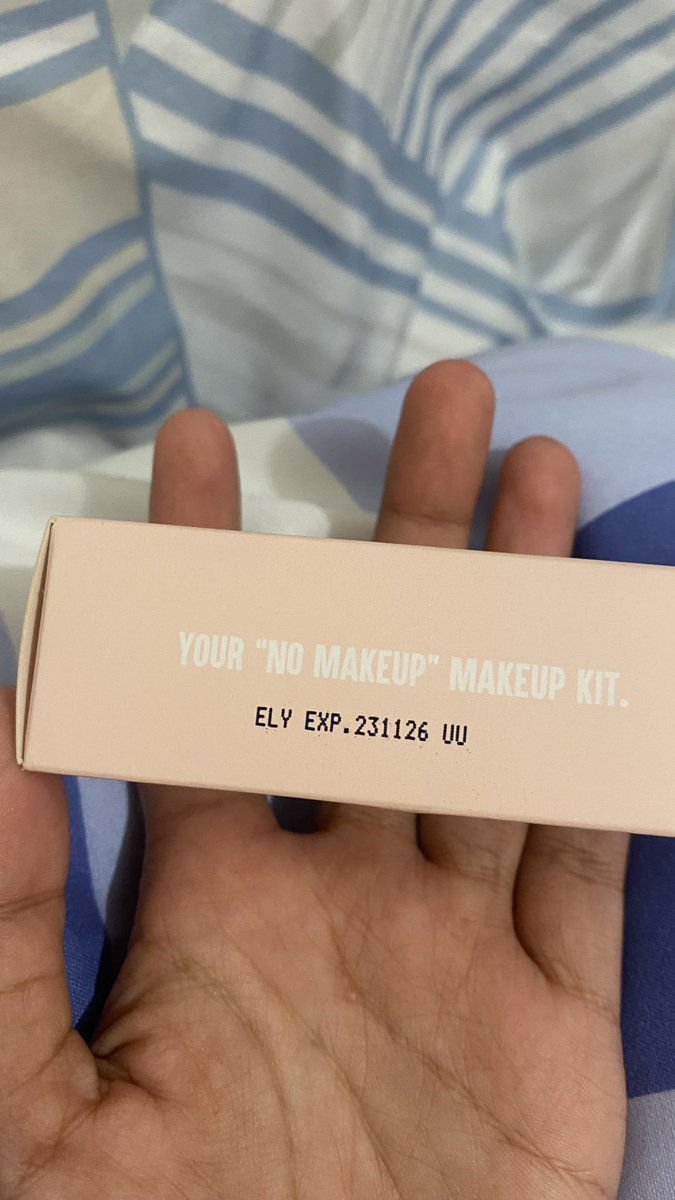 YOUR “NO MAKEUP” MAKEUP KIT.
ELY EXP.231126 UU